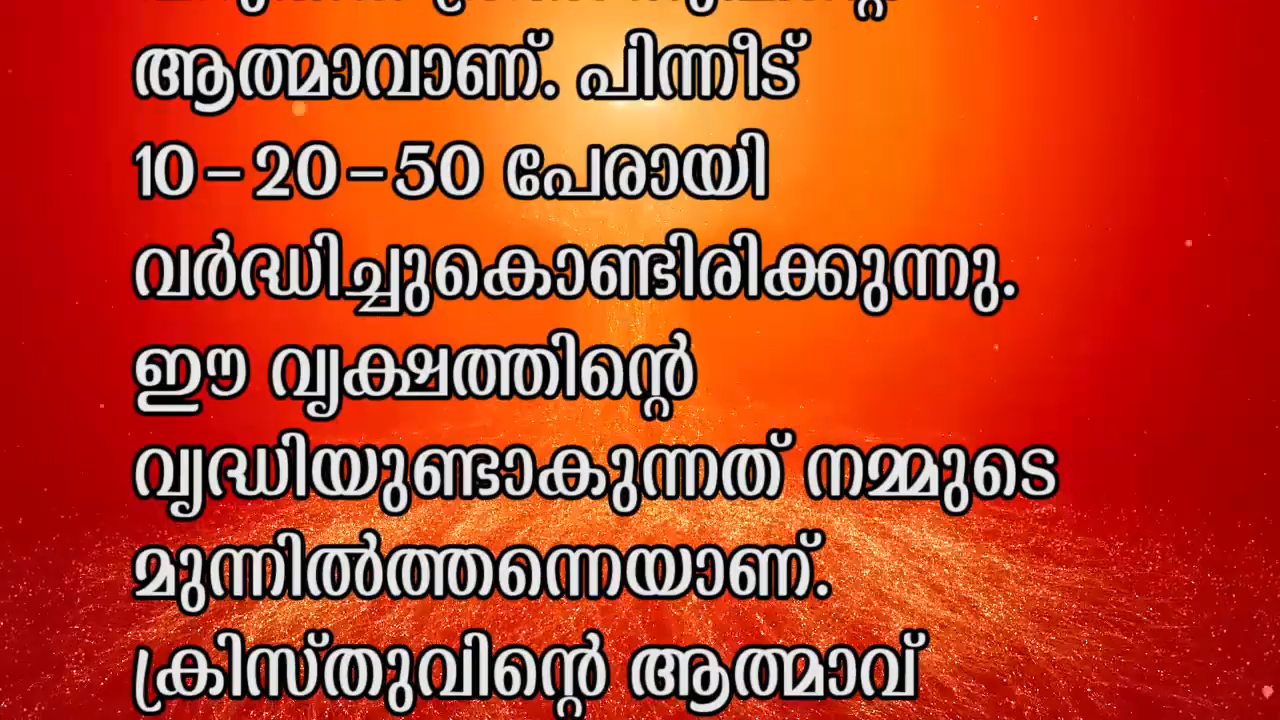 ആത്മാവാണ്. പിന്നീട്
10-20-50 പേരായി
വർദ്ധിച്ചുകൊണ്ടിരിക്കുന്നു.
ഈ വൃക്ഷത്തിന്റെ
വൃദ്ധിയുണ്ടാകുന്നത് നമ്മുടെ
മുന്നിൽത്തന്നെയാണ്.
ക്രിസ്തുവിന്റെ ആത്മാവ്